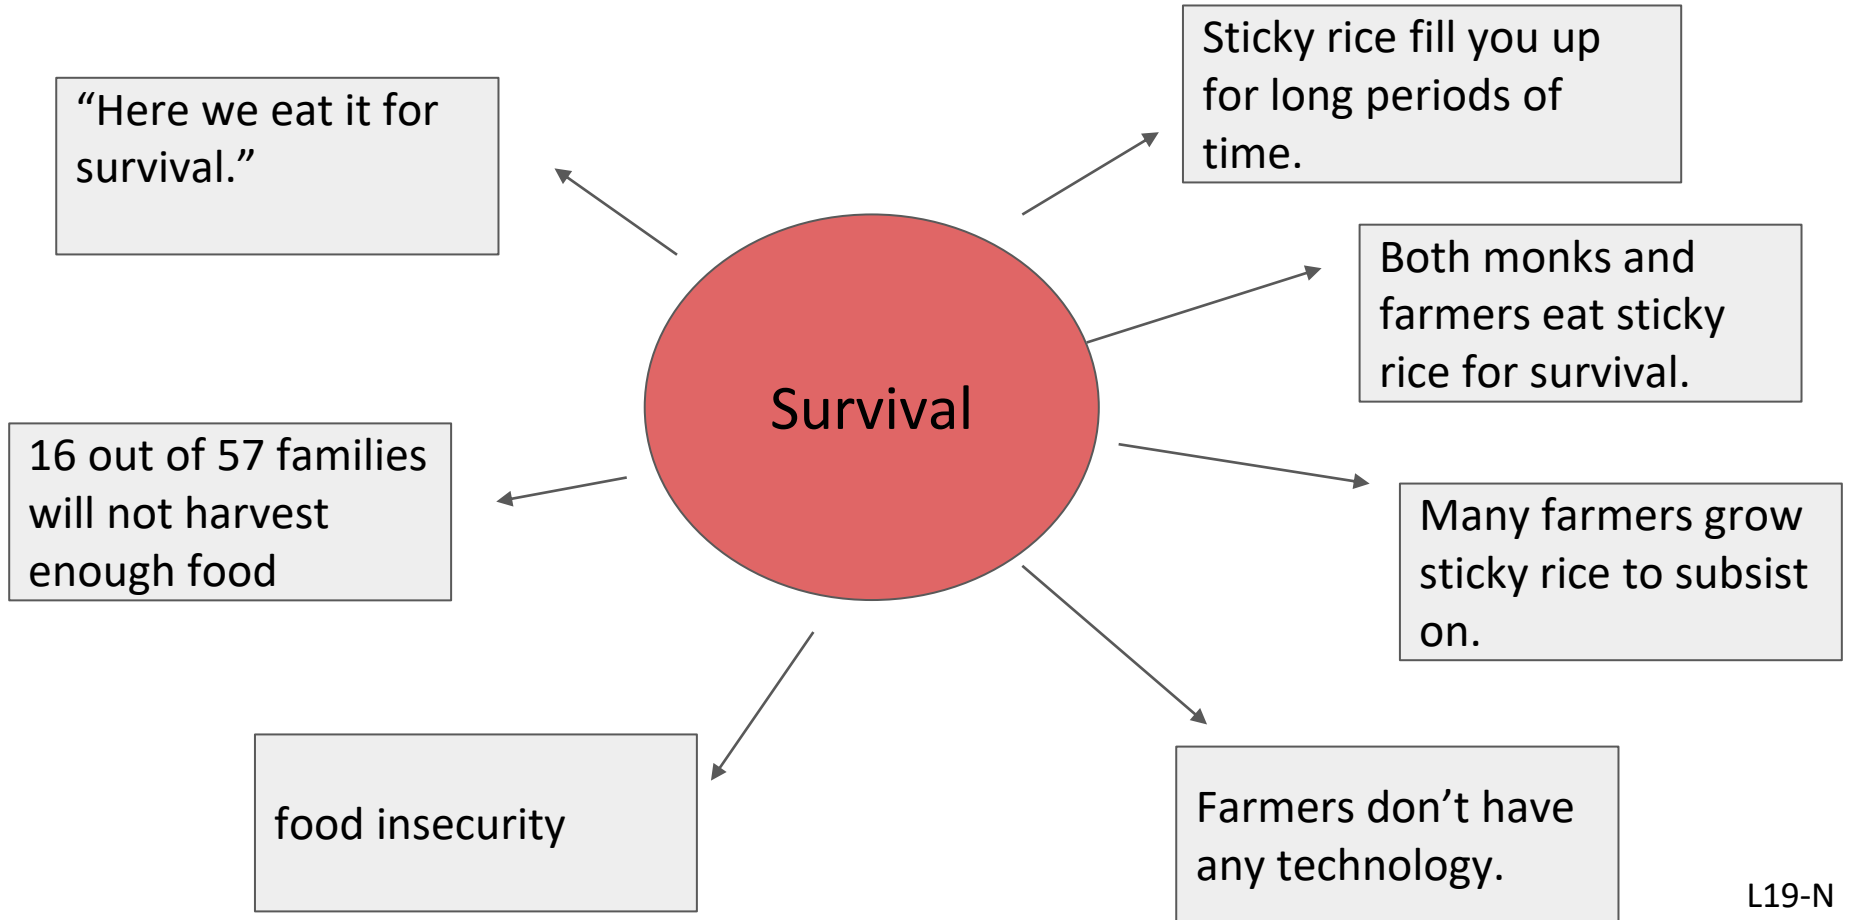 Sticky rice fill you up
for long periods of
time.
“Here we eat it for
survival.”
Both monks and
farmers eat sticky
rice for survival.
Survival
16 out of 57 families
will not harvest
enough food
Many farmers grow
sticky rice to subsist
on.
food insecurity
Farmers don’t have
any technology.
L19-N